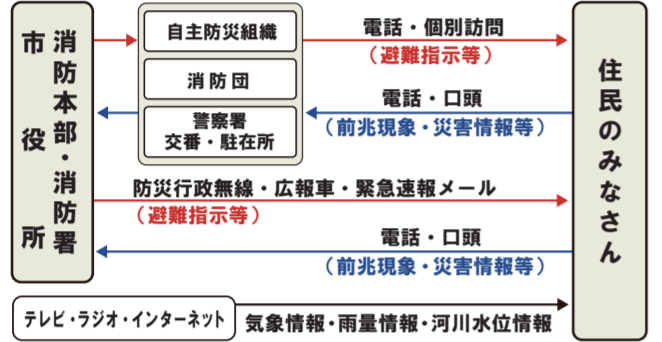 市役所
消防本部・消防署
自主防災組織
消防団
警察署
交番・駐在所
電話・個別訪問
(避難指示等)
電話・口頭
(前兆現象・災害情報等)
防災行政無線・広報車・緊急速報メール
(避難指示等)
電話・口頭
(前兆現象・災害情報等)
住民のみなさん
テレビ・ラジオ・インターネット
気象情報・雨量情報・河川水位情報